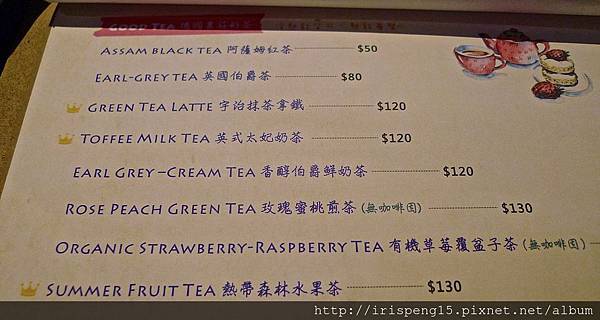 GOOD TEA
ASSAM BLACK TEA 阿薩姆紅茶 $50
EARL-GREY TEA 英國伯爵茶 $80
GREEN TEA LATTE 宇治抹茶拿鐵 $120
TOFFEE MILK TEA 英式太妃奶茶 $120
EARL GREY-CREAM TEA 香醇伯爵鮮奶茶 $120
ROSE PEACH GREEN TEA 玫瑰蜜桃煎茶 (無咖啡因) $130
ORGANIC STRAWBERRY-RASPBERRY TEA 有機草莓覆盆子茶 (無咖啡因)
SUMMER FRUIT TEA 熱帶森林水果茶 $130
http://irispeng15.pixnet.net/album